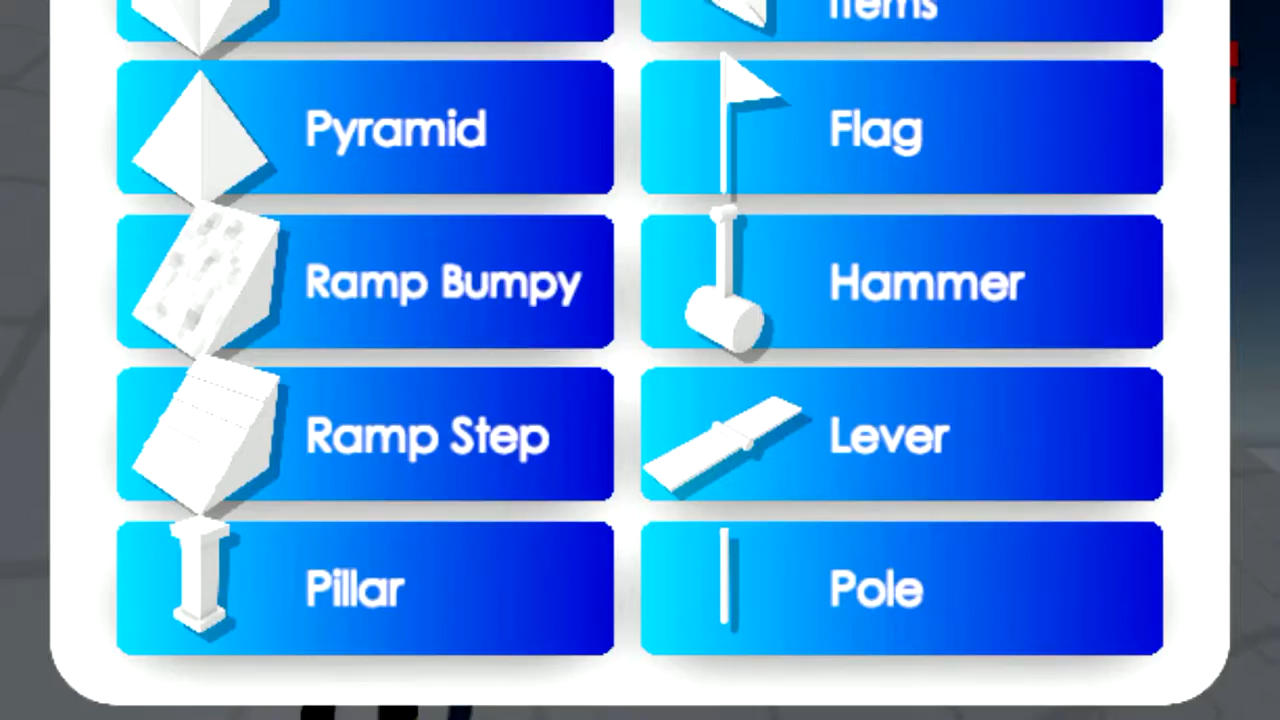 Items
Pyramid
Flag
Ramp Bumpy
Hammer
Ramp Step
Lever
Pillar
Pole